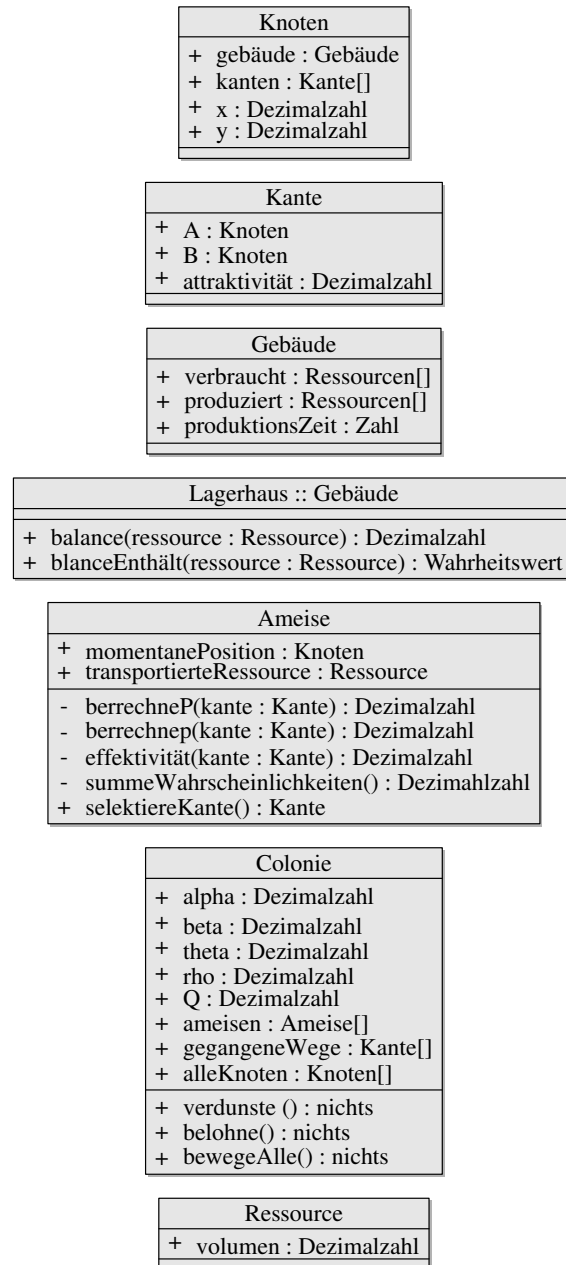 Knoten
+ gebäude : Gebäude
+ kanten : Kante[]
+ x : Dezimalzahl
+ y : Dezimalzahl
Kante
+ A : Knoten
+ B : Knoten
+ attraktivität : Dezimalzahl
Gebäude
+ verbraucht : Ressourcen[]
+ produziert : Ressourcen[]
+ produktionsZeit : Zahl
Lagerhaus :: Gebäude
+ balance(ressource : Ressource) : Dezimalzahl
+ blanceEnthält(ressource : Ressource) : Wahrheitswert
Ameise
+ momentanePosition : Knoten
+ transportierteRessource : Ressource
- berrechneP(kante : Kante) : Dezimalzahl
- berrechnep(kante : Kante) : Dezimalzahl
- effektivität(kante : Kante) : Dezimalzahl
- summeWahrscheinlichkeiten() : Dezimahlzahl
+ selektiereKante() : Kante
Colonie
+ alpha : Dezimalzahl
+ beta : Dezimalzahl
+ theta : Dezimalzahl
+ rho : Dezimalzahl
+ Q : Dezimalzahl
+ ameisen : Ameise[]
+ gegangeneWege : Kante[]
+ alleKnoten : Knoten[]
+ verdunste () : nichts
+ belohne() : nichts
+ bewegeAlle() : nichts
Ressource
+ volumen : Dezimalzahl